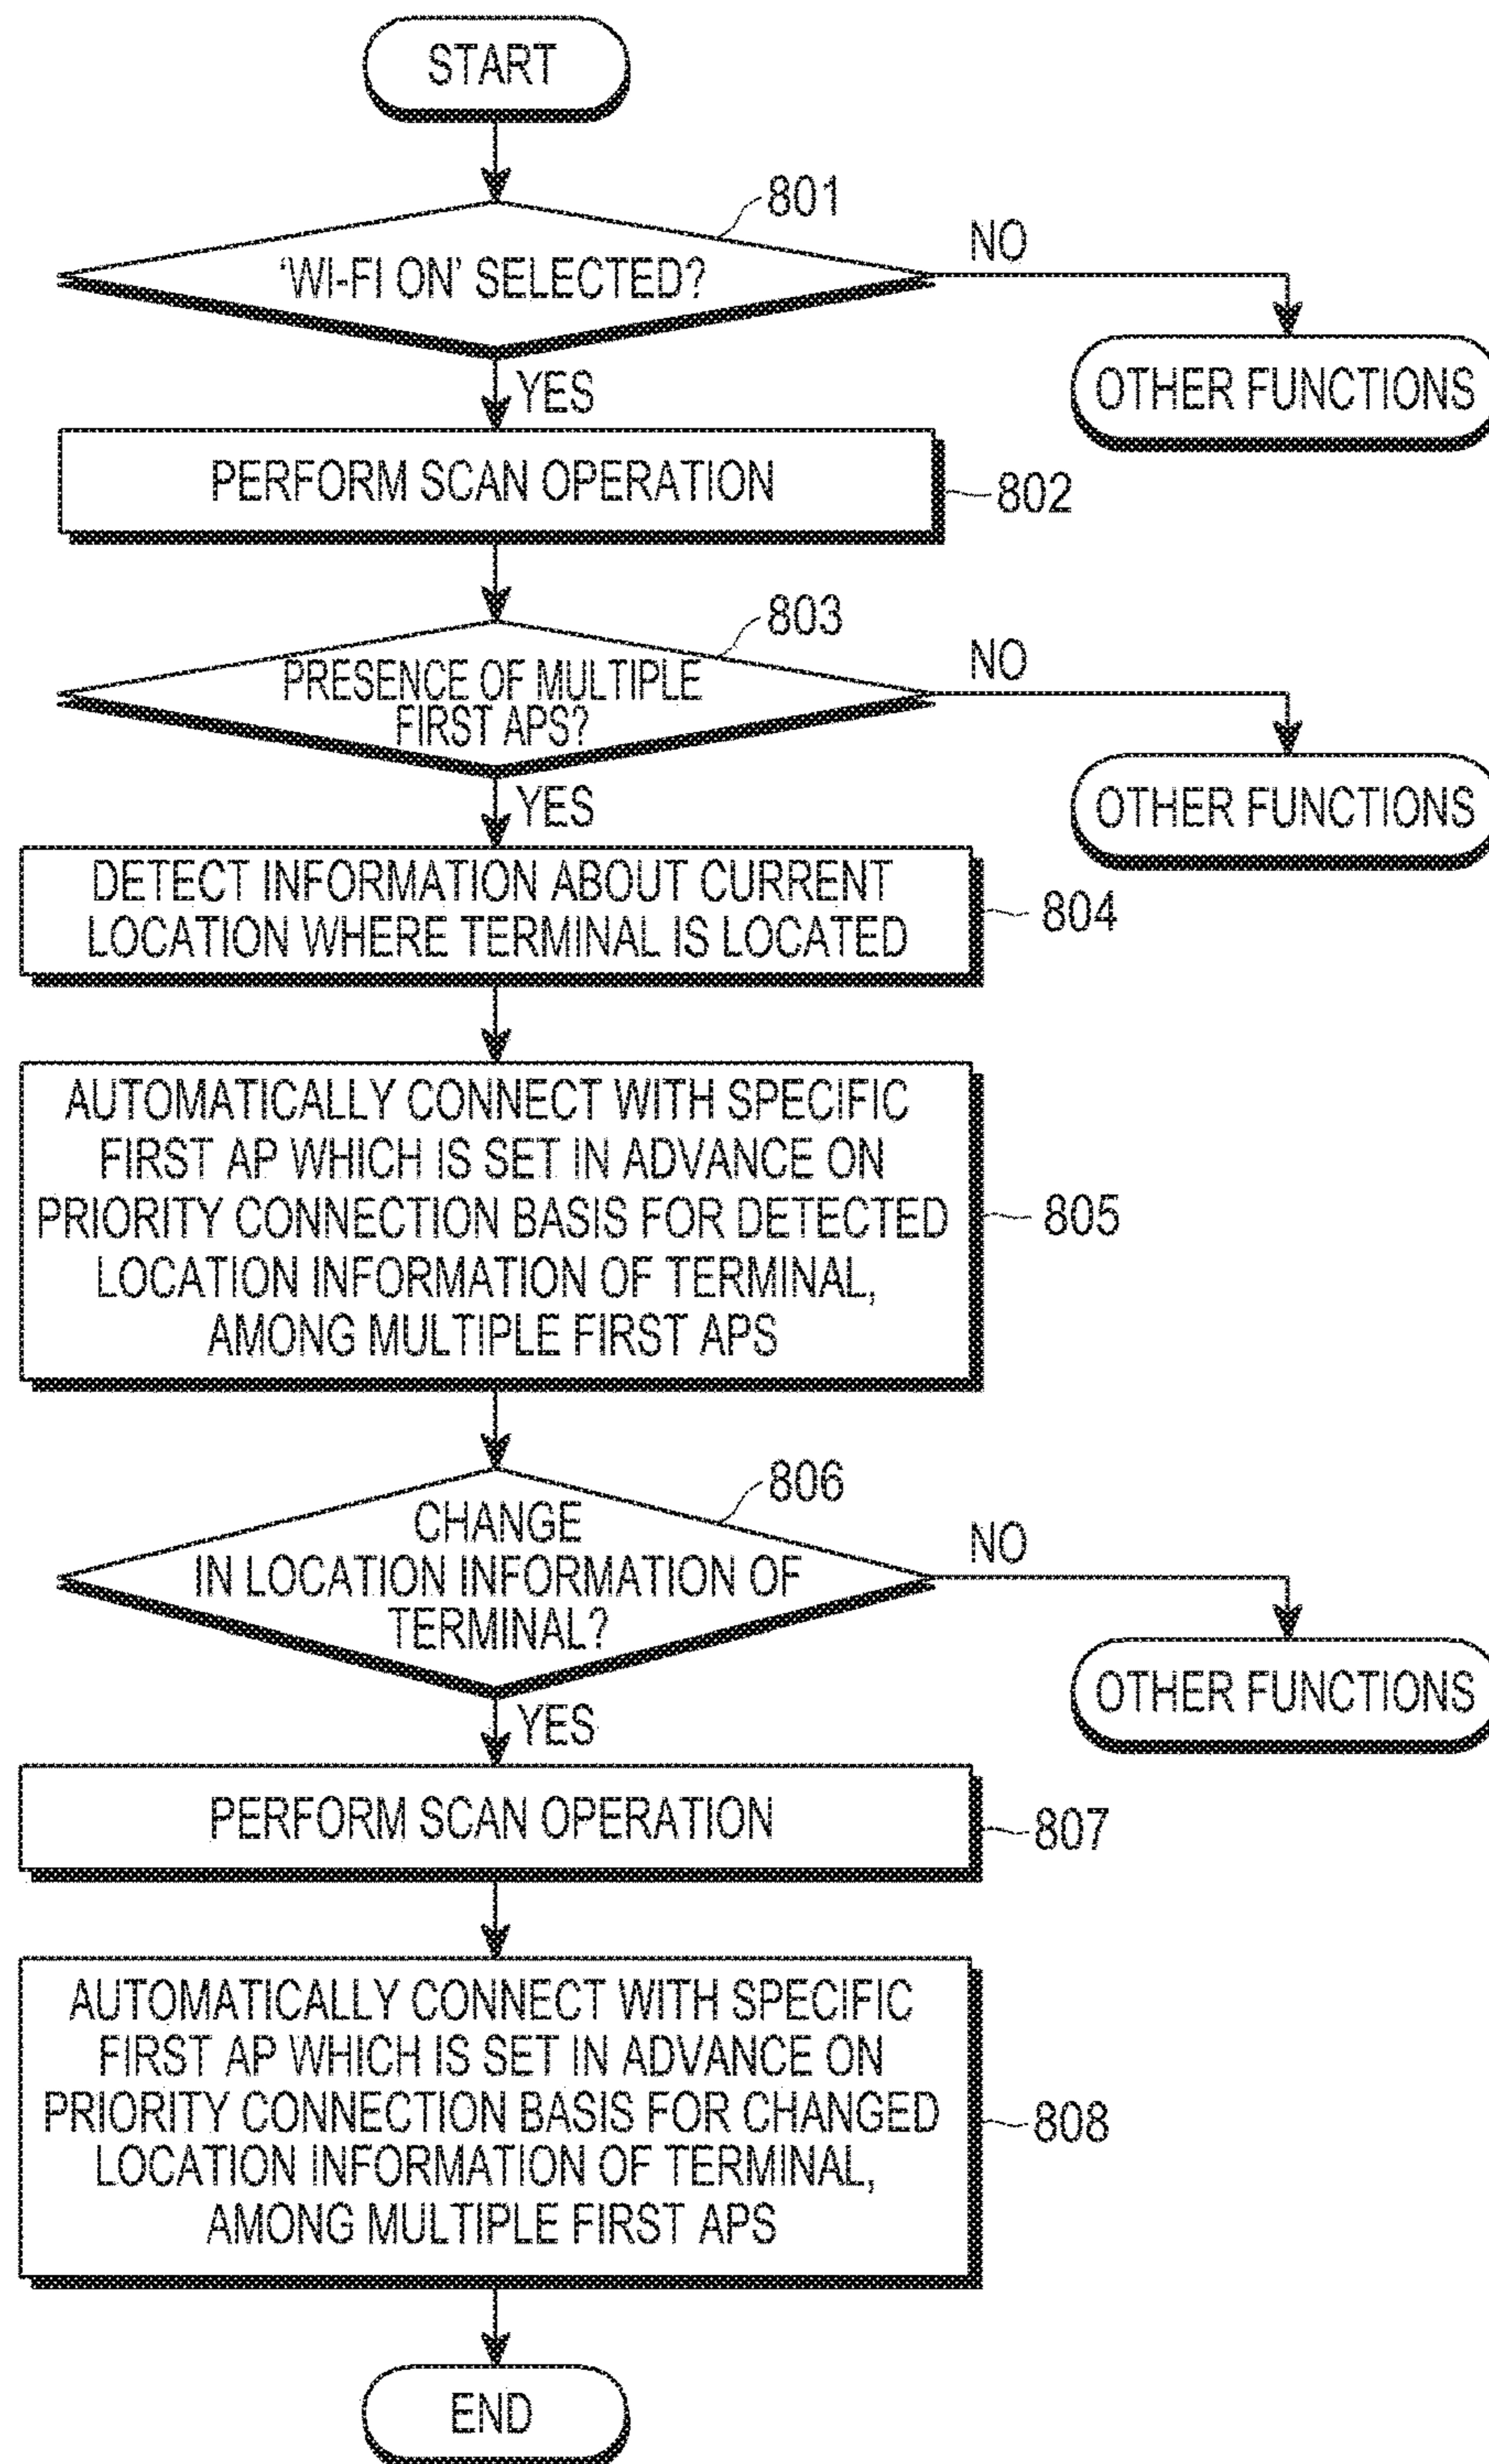 START
801
'WI-FI ON' SELECTED?
NO
OTHER FUNCTIONS
YES
PERFORM SCAN OPERATION
802
803
PRESENCE OF MULTIPLE
FIRST APS?
NO
OTHER FUNCTIONS
YES
DETECT INFORMATION ABOUT CURRENT
LOCATION WHERE TERMINAL IS LOCATED
804
AUTOMATICALLY CONNECT WITH SPECIFIC
FIRST AP WHICH IS SET IN ADVANCE ON
PRIORITY CONNECTION BASIS FOR DETECTED
LOCATION INFORMATION OF TERMINAL,
AMONG MULTIPLE FIRST APS
805
806
CHANGE
IN LOCATION INFORMATION OF
TERMINAL?
NO
OTHER FUNCTIONS
YES
PERFORM SCAN OPERATION
807
AUTOMATICALLY CONNECT WITH SPECIFIC
FIRST AP WHICH IS SET IN ADVANCE ON
PRIORITY CONNECTION BASIS FOR CHANGED
LOCATION INFORMATION OF TERMINAL,
AMONG MULTIPLE FIRST APS
808
END